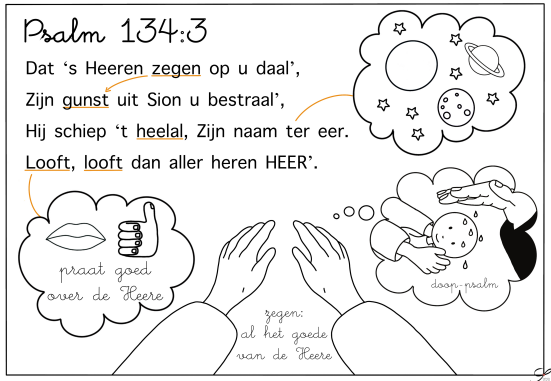 Psalm 134:3
Dat ‘s Heeren zegen op u daal’,
Zijn gunst uit Sion u bestraal’,
Hij schiep ‘t heelal, Zijn naam ter eer.
Looft, looft dan aller heren HEER’.
praat goed
over de Heere
zegen:
al het goede
van de Heere
doop-psalm